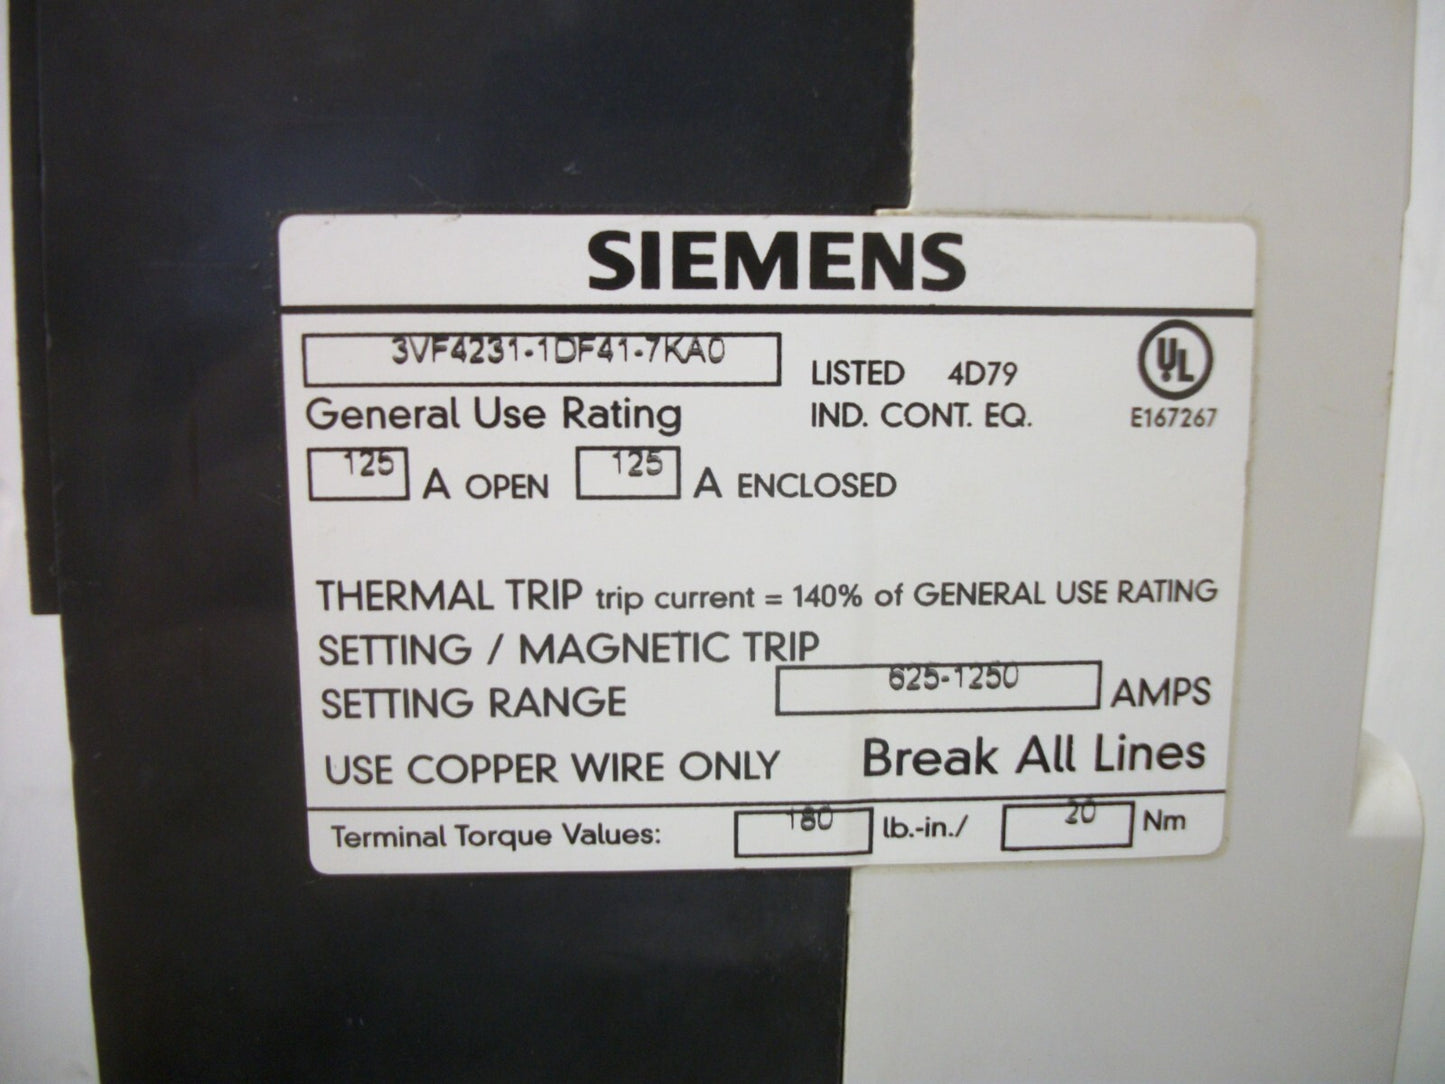 SIEMENS
3VF4231-1DF41-7KA0
LISTED 4D79
UL
General Use Rating
IND. CONT. EQ.
E167267
125 A OPEN 125 A ENCLOSED
THERMAL TRIP trip current = 140% of GENERAL USE RATING
SETTING / MAGNETIC TRIP
SETTING RANGE 625-1250 AMPS
USE COPPER WIRE ONLY Break All Lines
Terminal Torque Values: 180 lb.-in./ 20 Nm